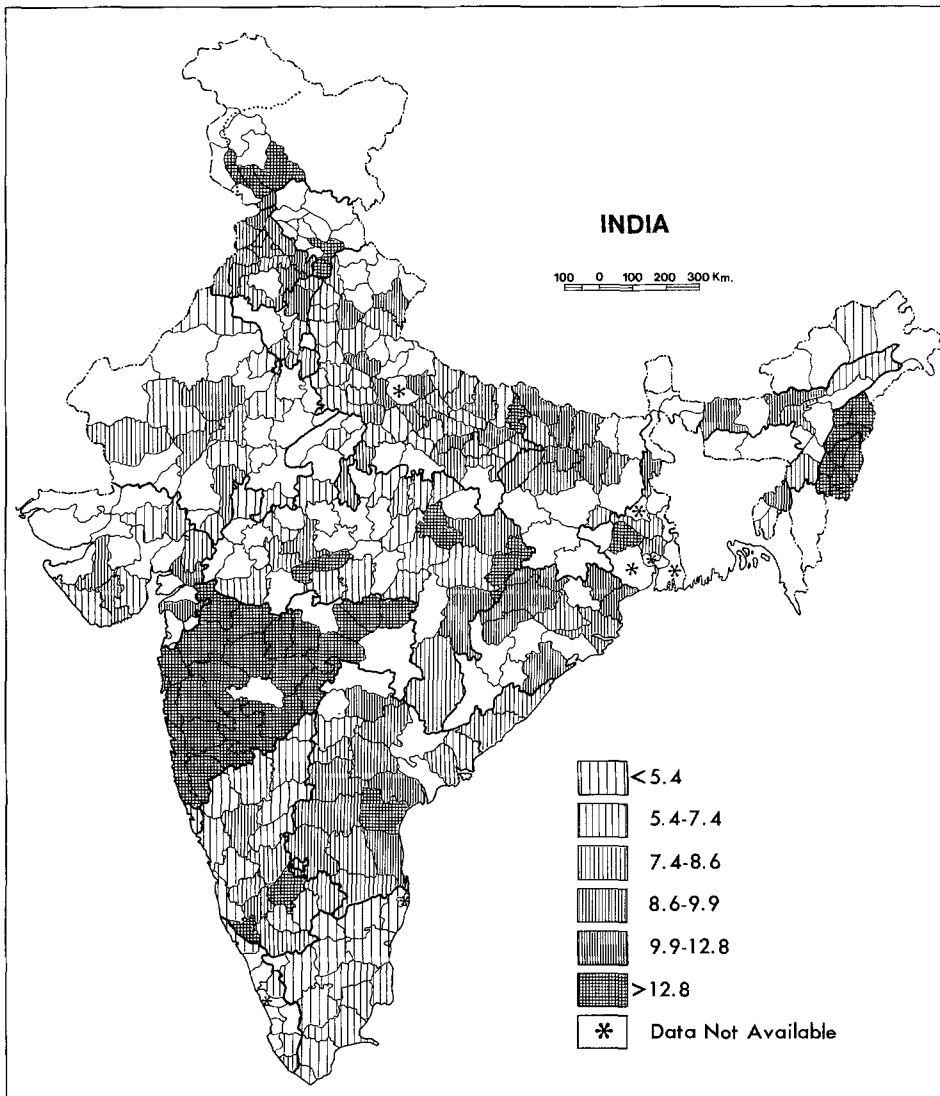 INDIA
100 0 100 200 300 Km.
<5.4
5.4-7.4
7.4-8.6
8.6-9.9
9.9-12.8
>12.8
* Data Not Available